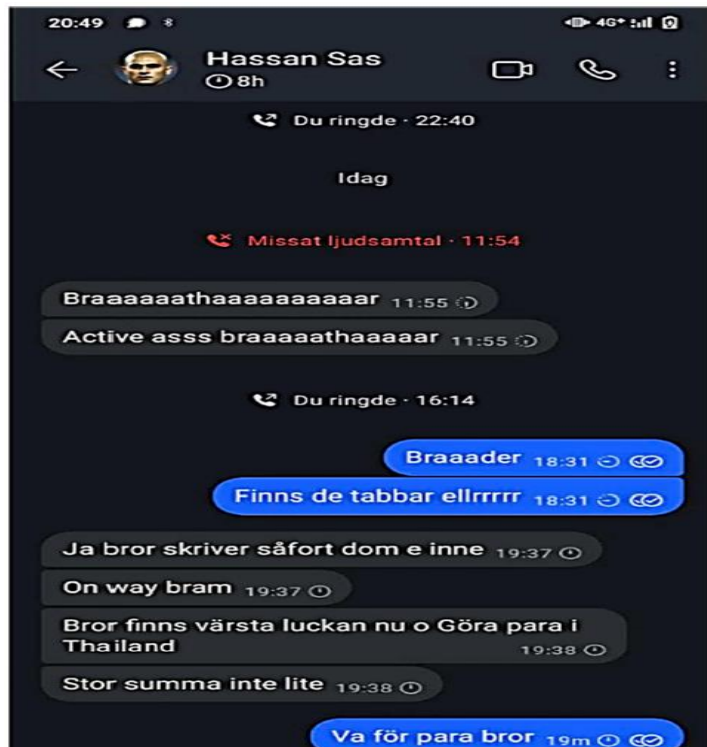 20:49 4G+
Hassan Sas
8h
Du ringde · 22:40
Idag
Missat ljudsamtal · 11:54
Braaaaaathaaaaaaaaaar 11:55
Active asss braaaaathaaaaar 11:55
Du ringde · 16:14
Braaader 18:31
Finns de tabbar ellrrrrr 18:31
Ja bror skriver såfort dom e inne 19:37
On way bram 19:37
Bror finns värsta luckan nu o Göra para i
Thailand 19:38
Stor summa inte lite 19:38
Va för para bror 19m